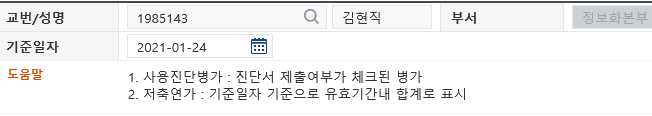 교번/성명 1985143 김현직 부서 정보화본부
기준일자 2021-01-24
도움말 1. 사용진단병가 : 진단서 제출여부가 체크된 병가
2. 저축연가 : 기준일자 기준으로 유효기간내 합계로 표시